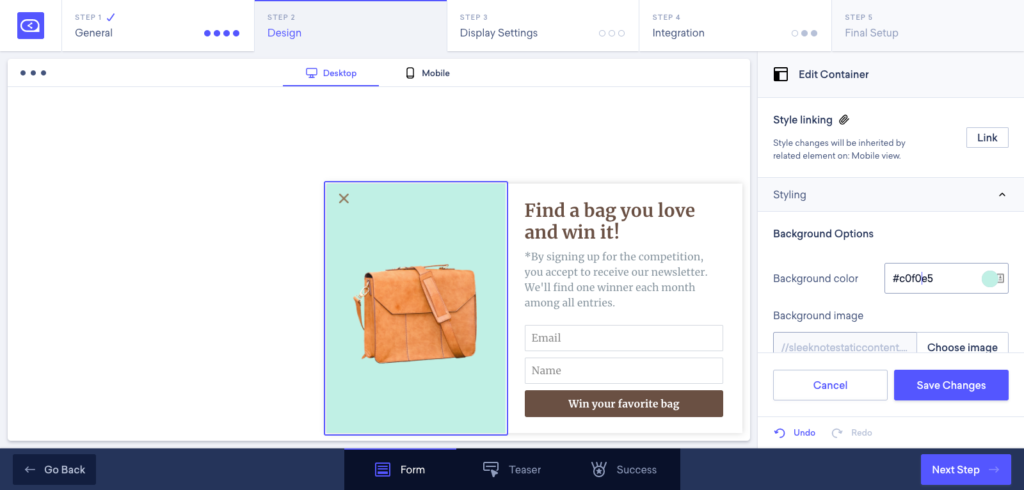 STEP 1
General
STEP 2
Design
STEP 3
Display Settings
STEP 4
Integration
STEP 5
Final Setup
Desktop
Mobile
Find a bag you love
and win it!
*By signing up for the competition,
you accept to receive our newsletter.
We'll find one winner each month
among all entries.
Email
Name
Win your favorite bag
Edit Container
Style linking
Style changes will be inherited by
related element on: Mobile view.
Link
Styling
Background Options
Background color
#c0f0e5
Background image
//sleeknotestaticcontent....
Choose image
Cancel
Save Changes
Undo
Redo
Go Back
Form
Teaser
Success
Next Step